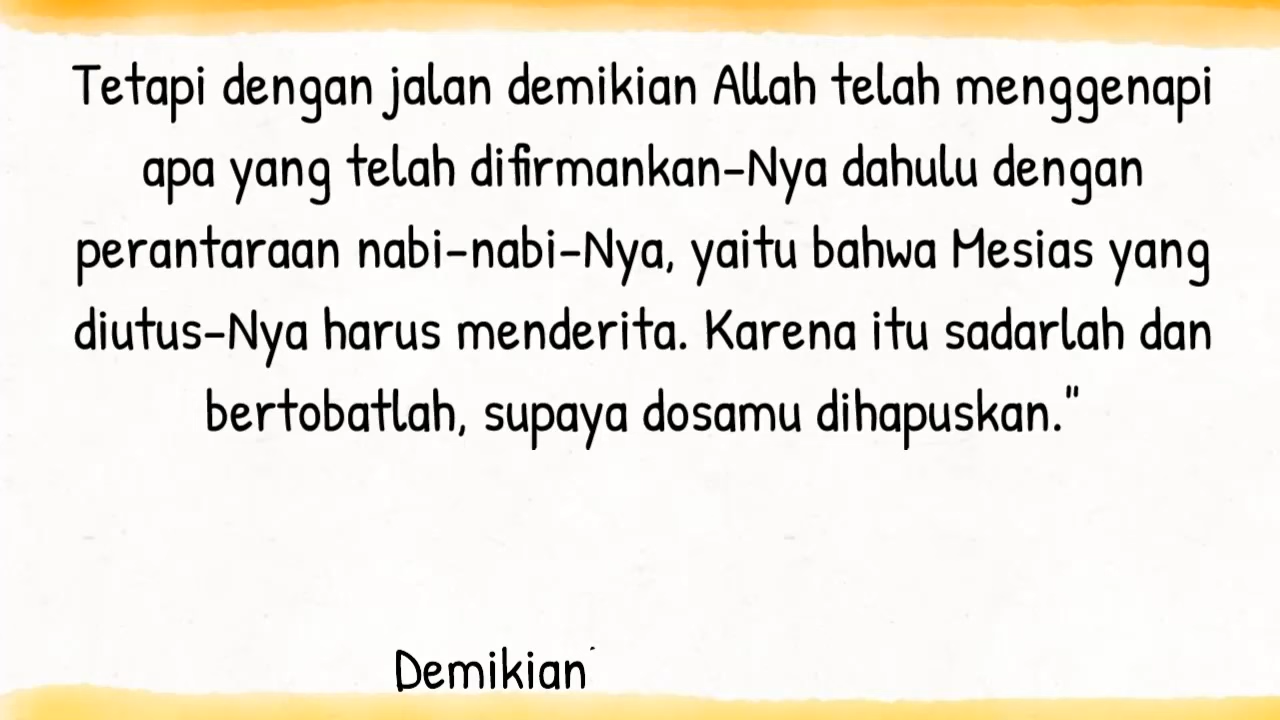 Tetapi dengan jalan demikian Allah telah menggenapi
apa yang telah difirmankan-Nya dahulu dengan
perantaraan nabi-nabi-Nya, yaitu bahwa Mesias yang
diutus-Nya harus menderita. Karena itu sadarlah dan
bertobatlah, supaya dosamu dihapuskan."
Demikian